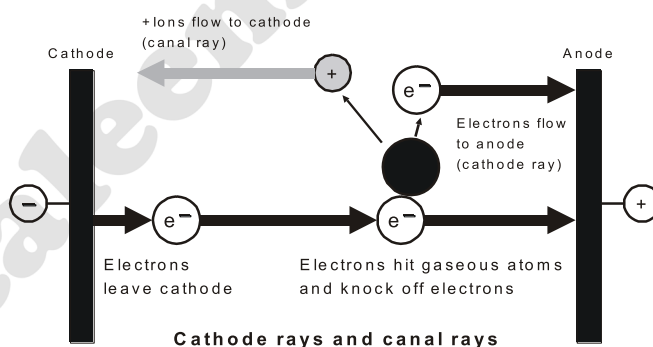 +Ions flow to cathode
(canal ray)
Cathode
Anode
+
e−
Electrons flow
to anode
(cathode ray)
−
e−
e−
+
Electrons
leave cathode
Electrons hit gaseous atoms
and knock off electrons
Cathode rays and canal rays